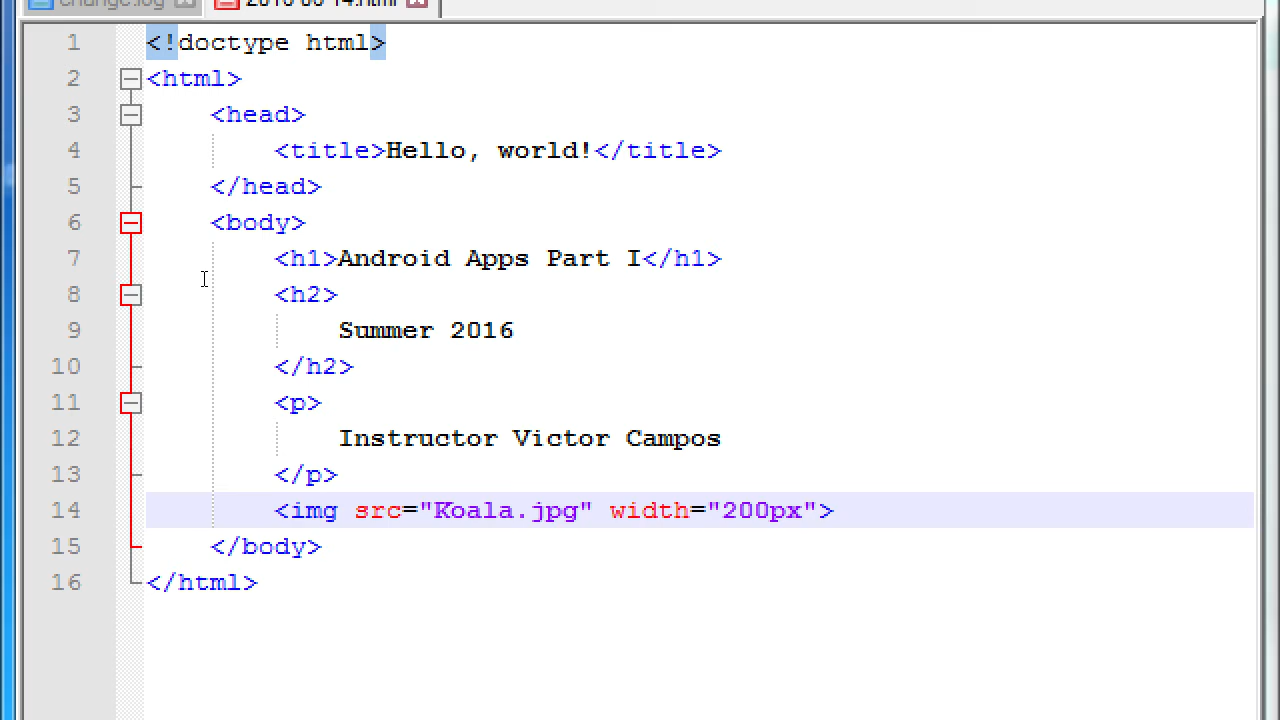 change.log
1 <!doctype html>
2 <html>
3 <head>
4 <title>Hello, world!</title>
5 </head>
6 <body>
7 <h1>Android Apps Part I</h1>
8 <h2>
9 Summer 2016
10 </h2>
11 <p>
12 Instructor Victor Campos
13 </p>
14 <img src="Koala.jpg" width="200px">
15 </body>
16 </html>